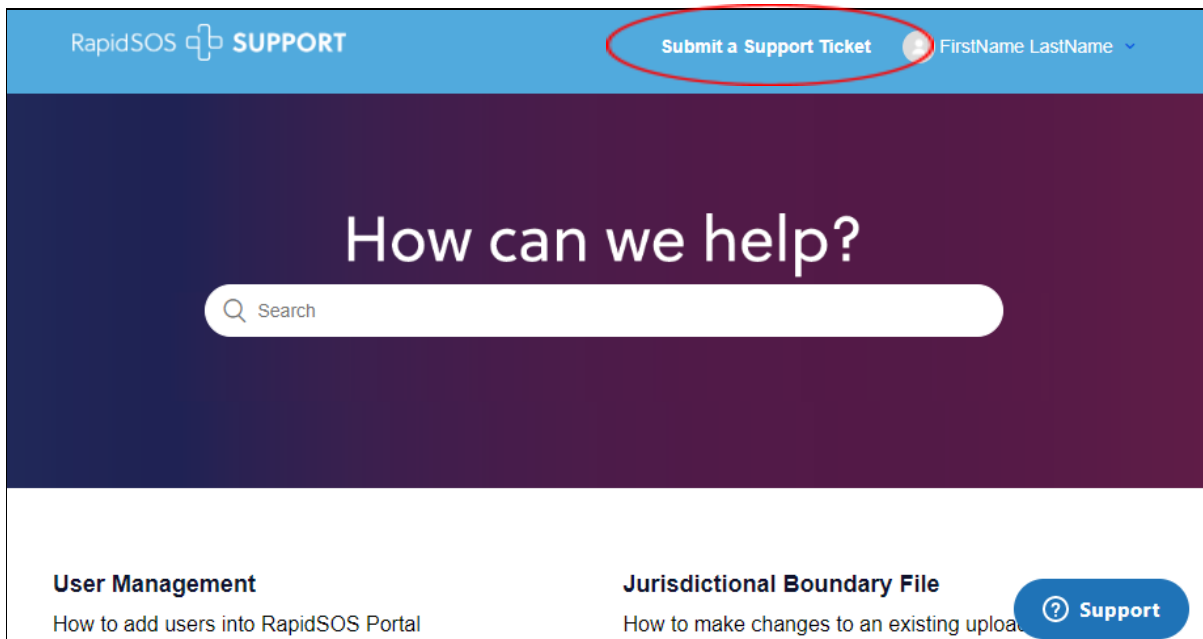 RapidSOS SUPPORT
Submit a Support Ticket
FirstName LastName
How can we help?
Search
User Management
How to add users into RapidSOS Portal
Jurisdictional Boundary File
How to make changes to an existing
Support